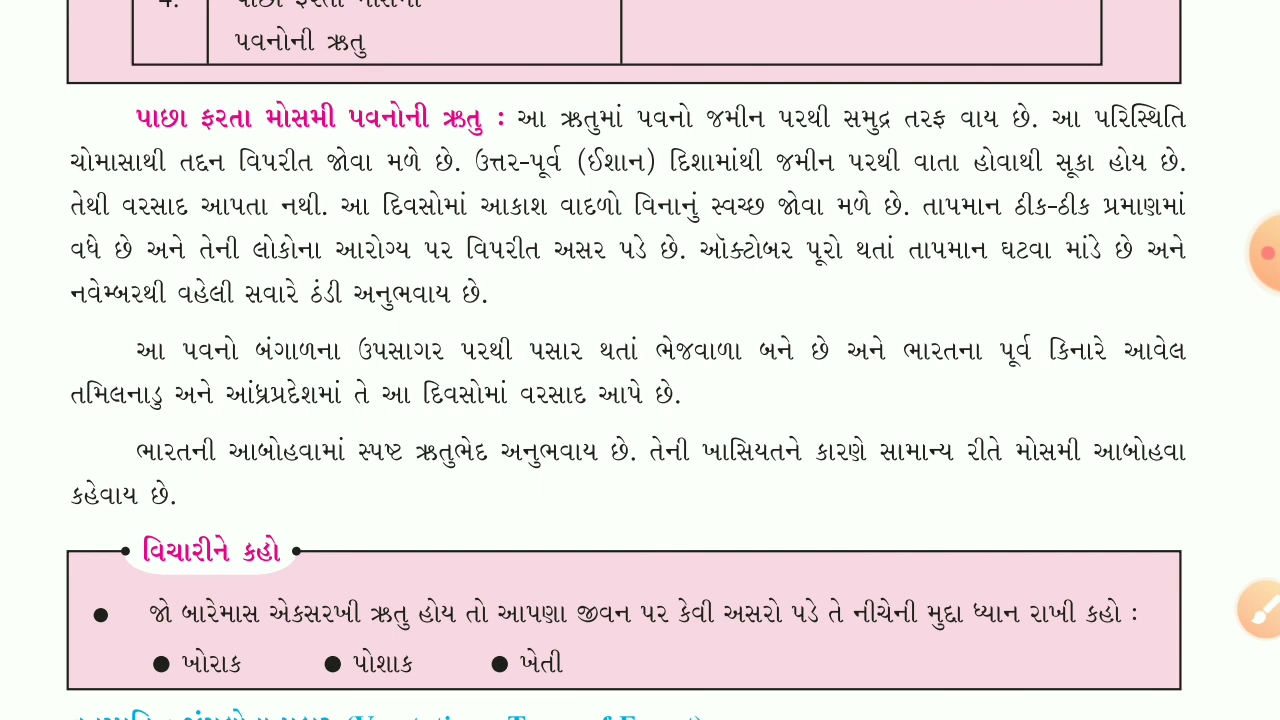 4. પાછા ફરતા મોસમી
પવનોની ઋતુ
પાછા ફરતા મોસમી પવનોની ઋતુ : આ ઋતુમાં પવનો જમીન પરથી સમુદ્ર તરફ વાય છે. આ પરિસ્થિતિ
ચોમાસાથી તદ્દન વિપરીત જોવા મળે છે. ઉત્તર-પૂર્વ (ઈશાન) દિશામાંથી જમીન પરથી વાતા હોવાથી સૂકા હોય છે.
તેથી વરસાદ આપતા નથી. આ દિવસોમાં આકાશ વાદળો વિનાનું સ્વચ્છ જોવા મળે છે. તાપમાન ઠીક-ઠીક પ્રમાણમાં
વધે છે અને તેની લોકોના આરોગ્ય પર વિપરીત અસર પડે છે. ઑક્ટોબર પૂરો થતાં તાપમાન ઘટવા માંડે છે અને
નવેમ્બરથી વહેલી સવારે ઠંડી અનુભવાય છે.
આ પવનો બંગાળના ઉપસાગર પરથી પસાર થતાં ભેજવાળા બને છે અને ભારતના પૂર્વ કિનારે આવેલ
તમિલનાડુ અને આંધ્રપ્રદેશમાં તે આ દિવસોમાં વરસાદ આપે છે.
ભારતની આબોહવામાં સ્પષ્ટ ઋતુભેદ અનુભવાય છે. તેની ખાસિયતને કારણે સામાન્ય રીતે મોસમી આબોહવા
કહેવાય છે.
વિચારીને કહો
● જો બારેમાસ એકસરખી ઋતુ હોય તો આપણા જીવન પર કેવી અસરો પડે તે નીચેની મુદ્દા ધ્યાન રાખી કહો :
● ખોરાક ● પોશાક ● ખેતી